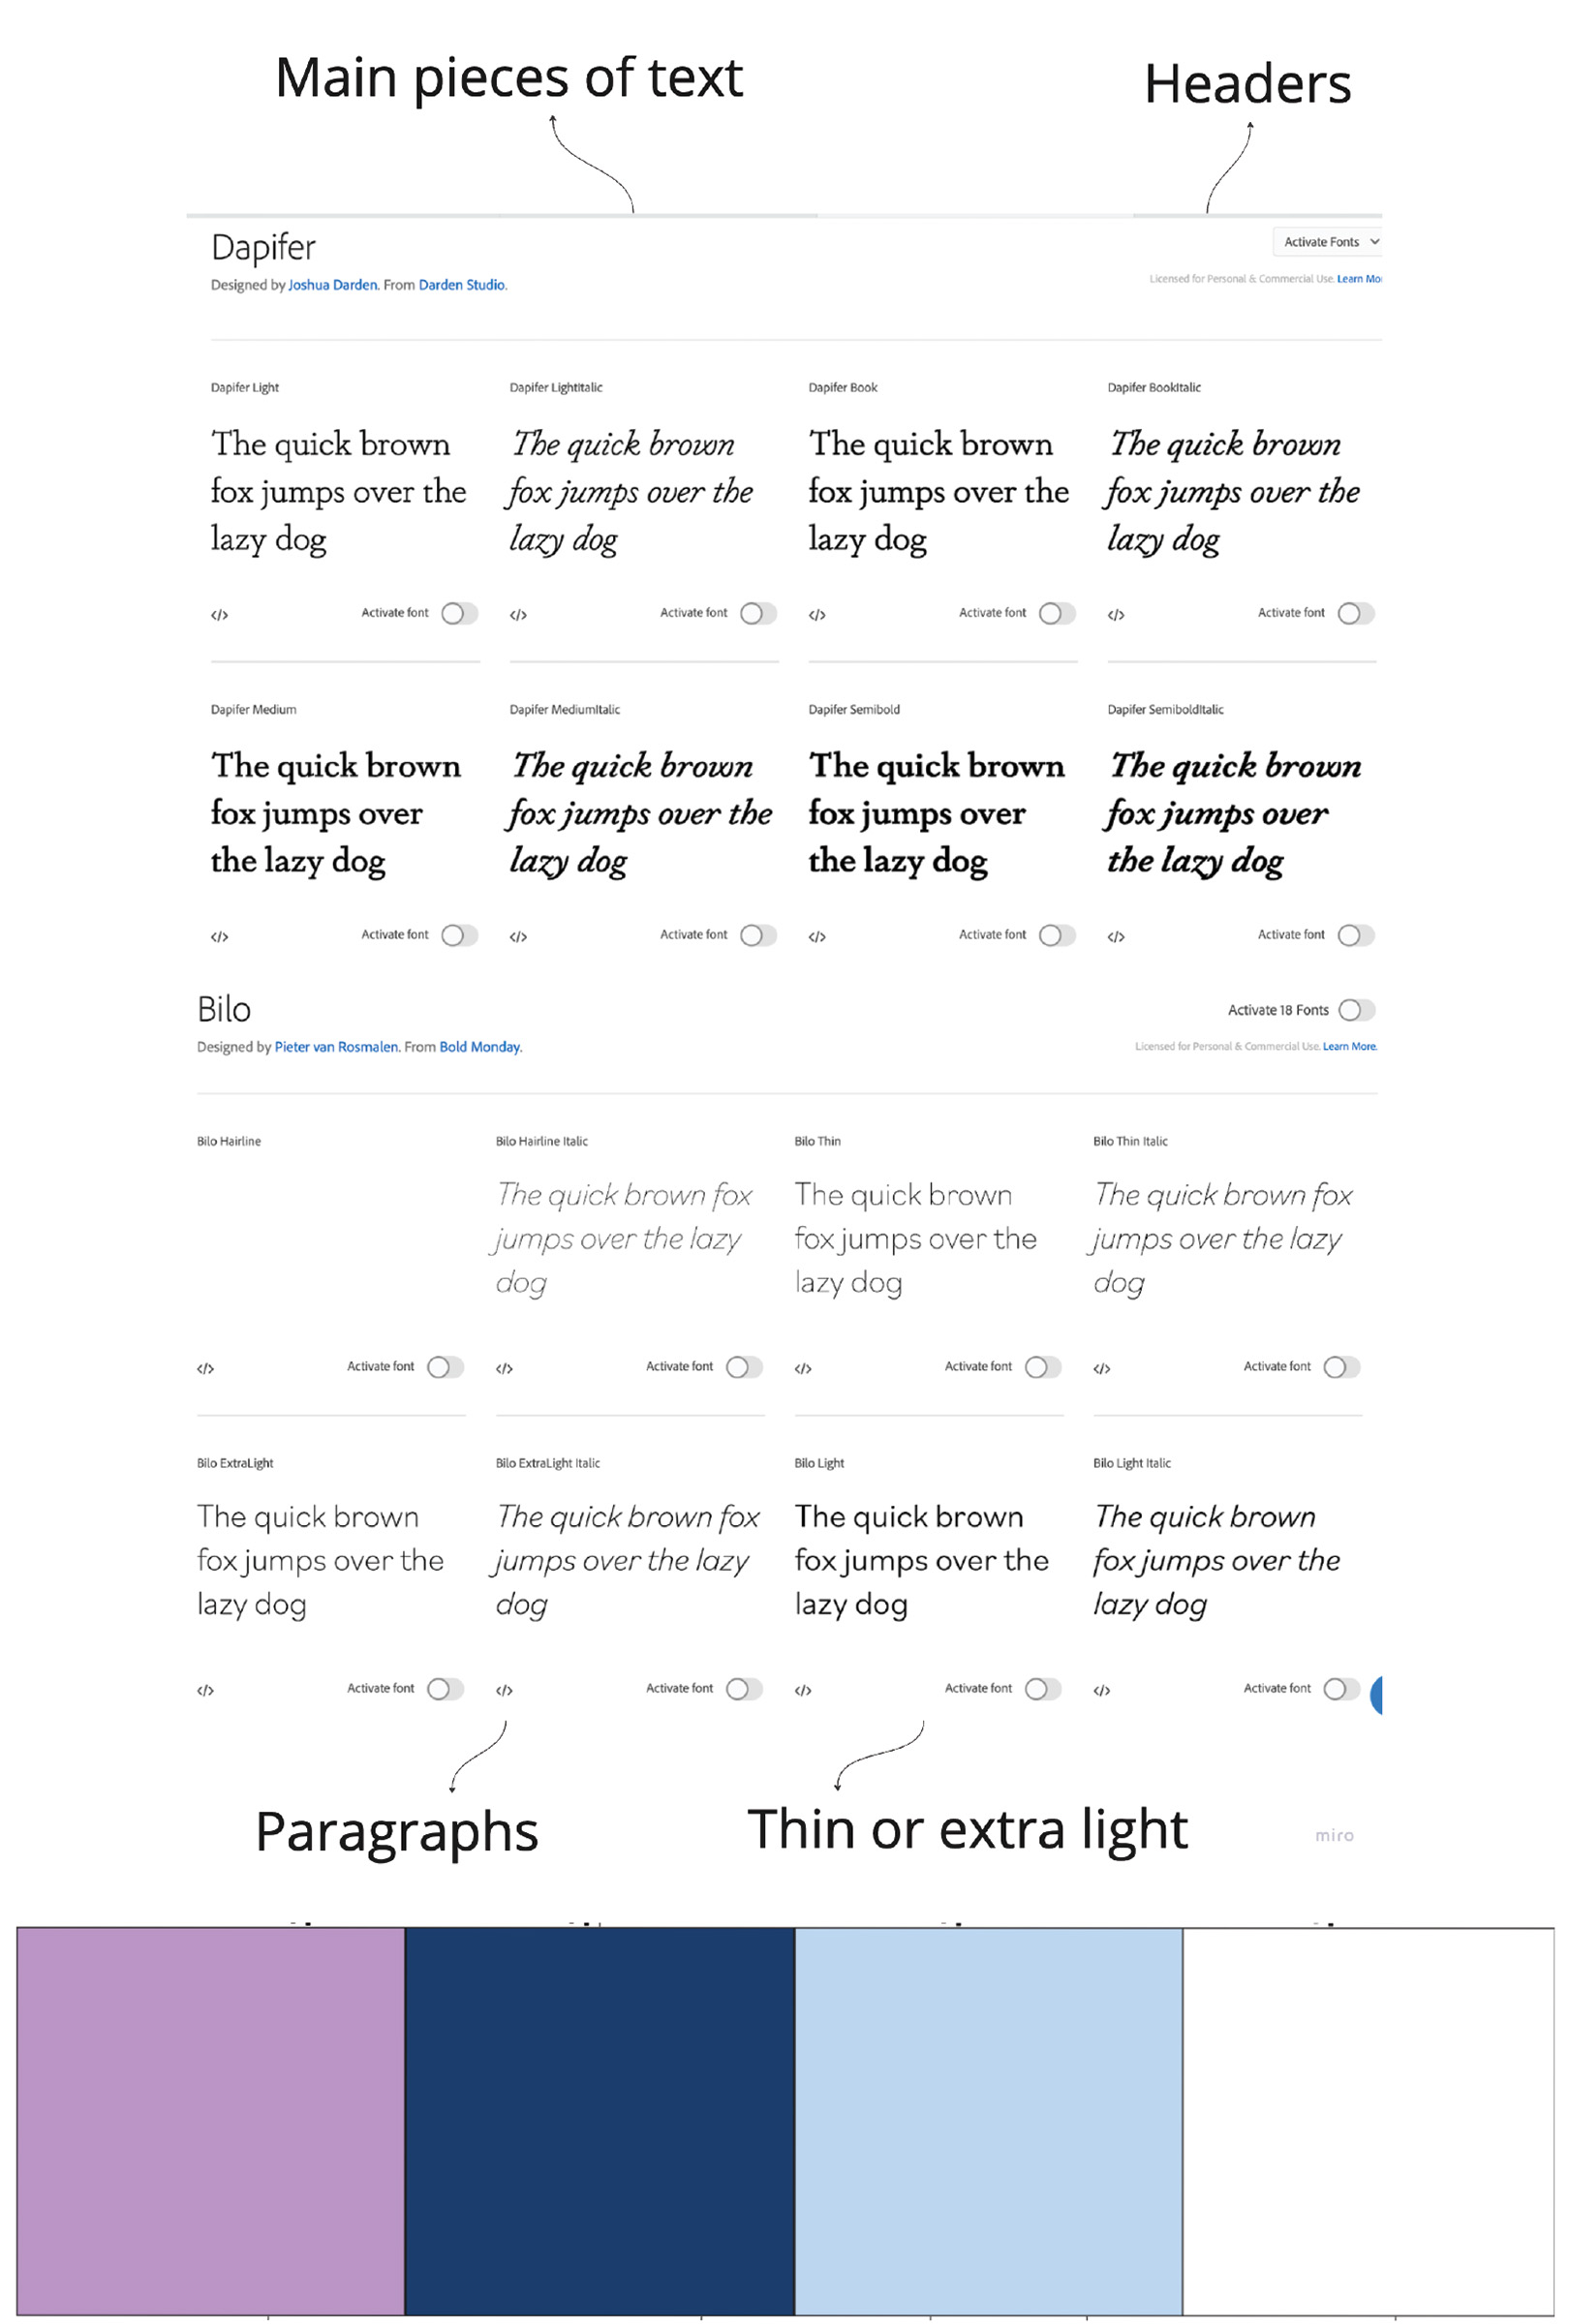 Main pieces of text
Headers
Dapifer
Activate Fonts
Designed by Joshua Darden. From Darden Studio.
Licensed for Personal & Commercial Use. Learn Mo
Dapifer Light
Dapifer LightItalic
Dapifer Book
Dapifer BookItalic
The quick brown
fox jumps over the
lazy dog
The quick brown
fox jumps over the
lazy dog
The quick brown
fox jumps over the
lazy dog
The quick brown
fox jumps over the
lazy dog
</> Activate font
</> Activate font
</> Activate font
</> Activate font
Dapifer Medium
Dapifer MediumItalic
Dapifer Semibold
Dapifer SemiboldItalic
The quick brown
fox jumps over
the lazy dog
The quick brown
fox jumps over the
lazy dog
The quick brown
fox jumps over
the lazy dog
The quick brown
fox jumps over
the lazy dog
</> Activate font
</> Activate font
</> Activate font
</> Activate font
Bilo
Activate 18 Fonts
Designed by Pieter van Rosmalen. From Bold Monday.
Licensed for Personal & Commercial Use. Learn More.
Bilo Hairline
Bilo Hairline Italic
Bilo Thin
Bilo Thin Italic
The quick brown fox
jumps over the lazy
dog
The quick brown
fox jumps over the
lazy dog
The quick brown fox
jumps over the lazy
dog
</> Activate font
</> Activate font
</> Activate font
</> Activate font
Bilo ExtraLight
Bilo ExtraLight Italic
Bilo Light
Bilo Light Italic
The quick brown
fox jumps over the
lazy dog
The quick brown fox
jumps over the lazy
dog
The quick brown
fox jumps over the
lazy dog
The quick brown
fox jumps over the
lazy dog
</> Activate font
</> Activate font
</> Activate font
</> Activate font
Paragraphs
Thin or extra light
miro